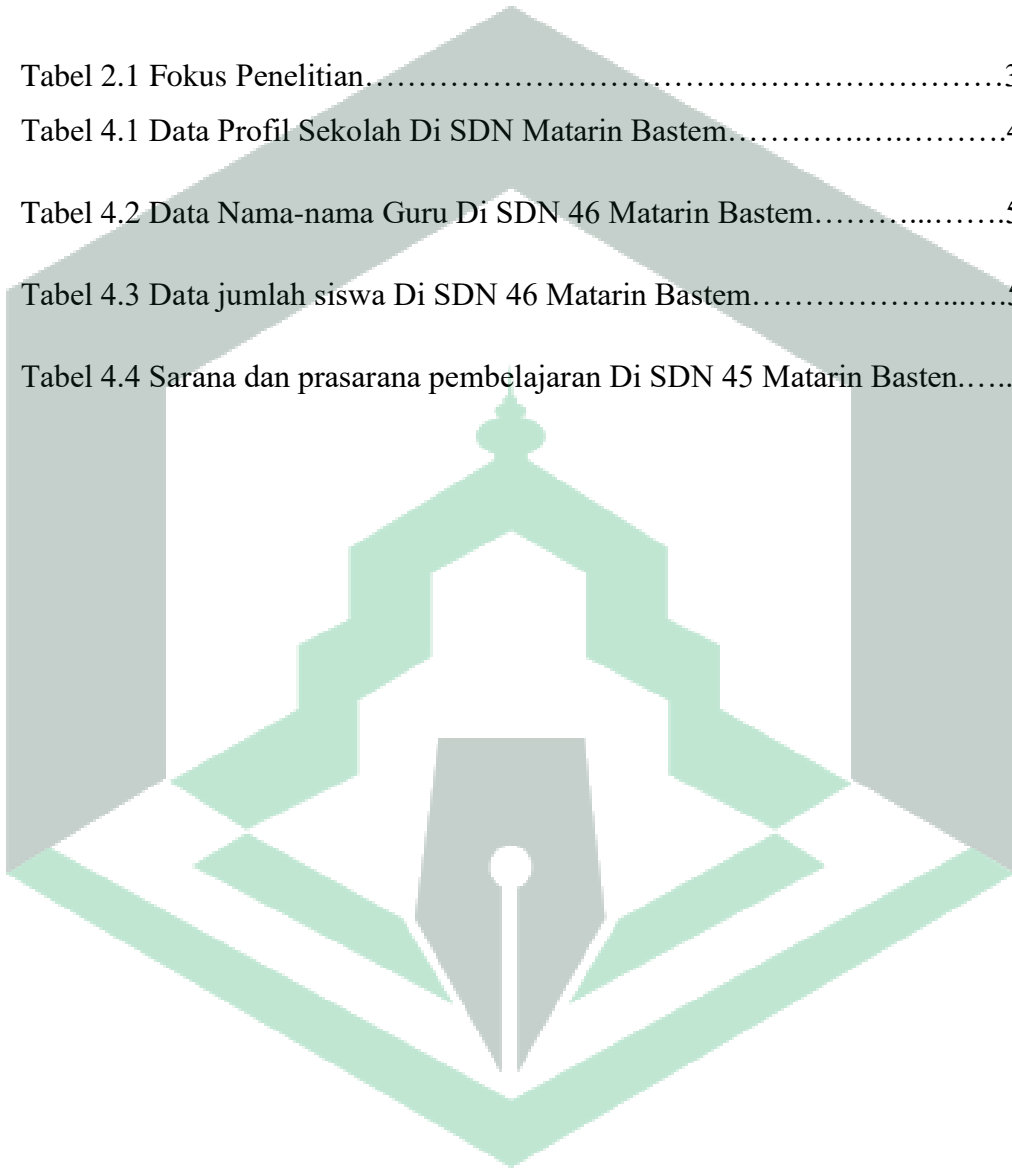 Tabel 2.1 Fokus Penelitian……………………………………………………………………3
Tabel 4.1 Data Profil Sekolah Di SDN Matarin Bastem………….….……….4
Tabel 4.2 Data Nama-nama Guru Di SDN 46 Matarin Bastem……..…...…….5
Tabel 4.3 Data jumlah siswa Di SDN 46 Matarin Bastem………………...….5
Tabel 4.4 Sarana dan prasarana pembelajaran Di SDN 45 Matarin Basten…...